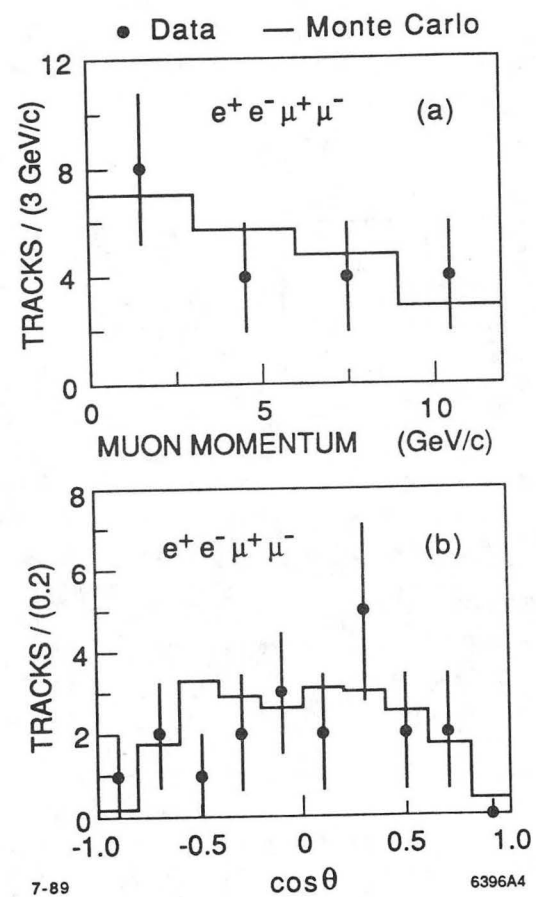 ● Data — Monte Carlo
12
8
4
0
TRACKS / (3 GeV/c)
e⁺ e⁻ μ⁺ μ⁻ (a)
0 5 10
MUON MOMENTUM (GeV/c)
8
6
4
2
0
TRACKS / (0.2)
e⁺ e⁻ μ⁺ μ⁻ (b)
-1.0 -0.5 0 0.5 1.0
7-89 cosθ 6396A4